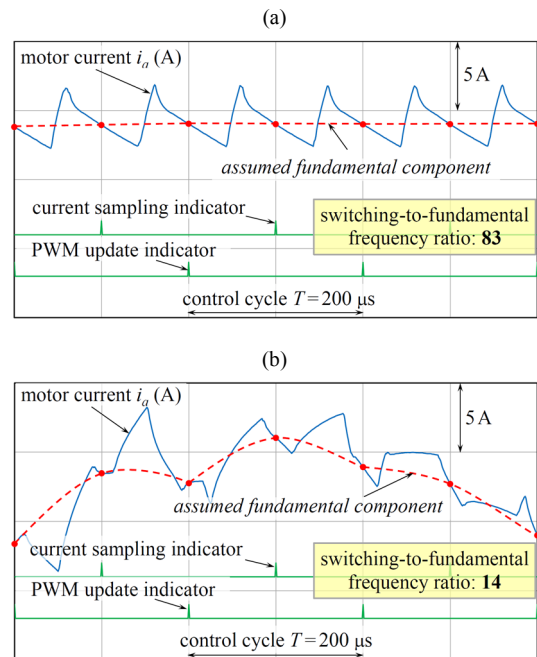 (a)
motor current iₐ (A)
5 A
assumed fundamental component
current sampling indicator
switching-to-fundamental
frequency ratio: 83
PWM update indicator
control cycle T = 200 µs
(b)
motor current iₐ (A)
5 A
assumed fundamental component
current sampling indicator
switching-to-fundamental
frequency ratio: 14
PWM update indicator
control cycle T = 200 µs